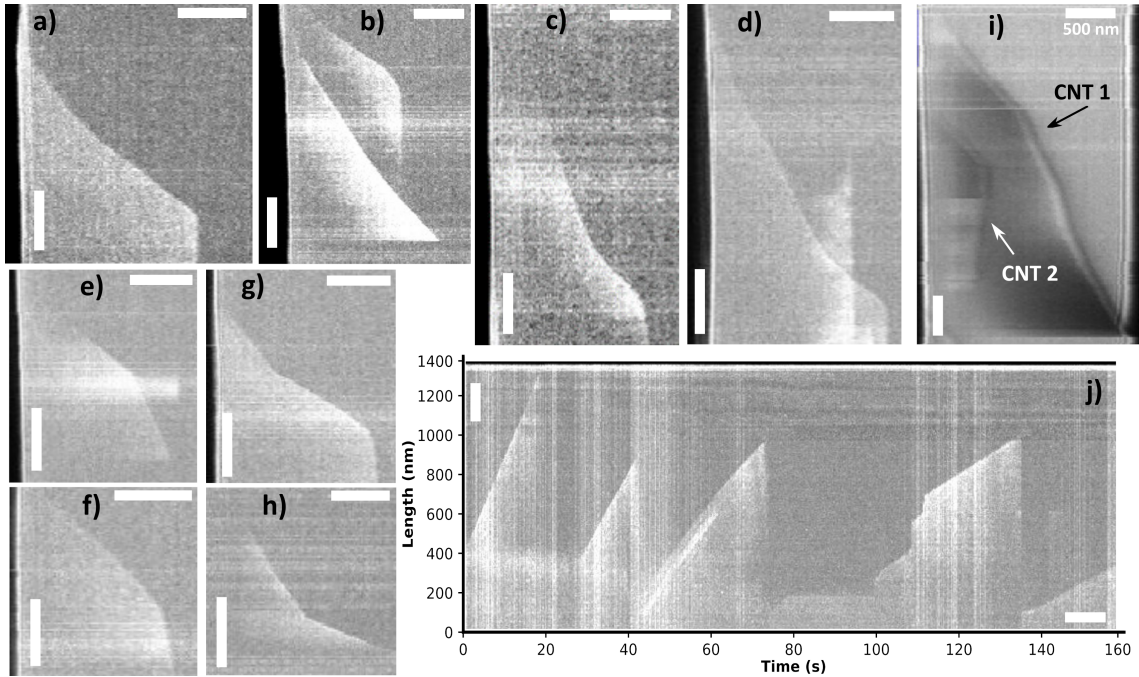 a)
b)
c)
d)
i)
500 nm
CNT 1
CNT 2
e)
g)
f)
h)
j)
1400
1200
1000
800
600
400
200
0
Length (nm)
0 20 40 60 80 100 120 140 160
Time (s)